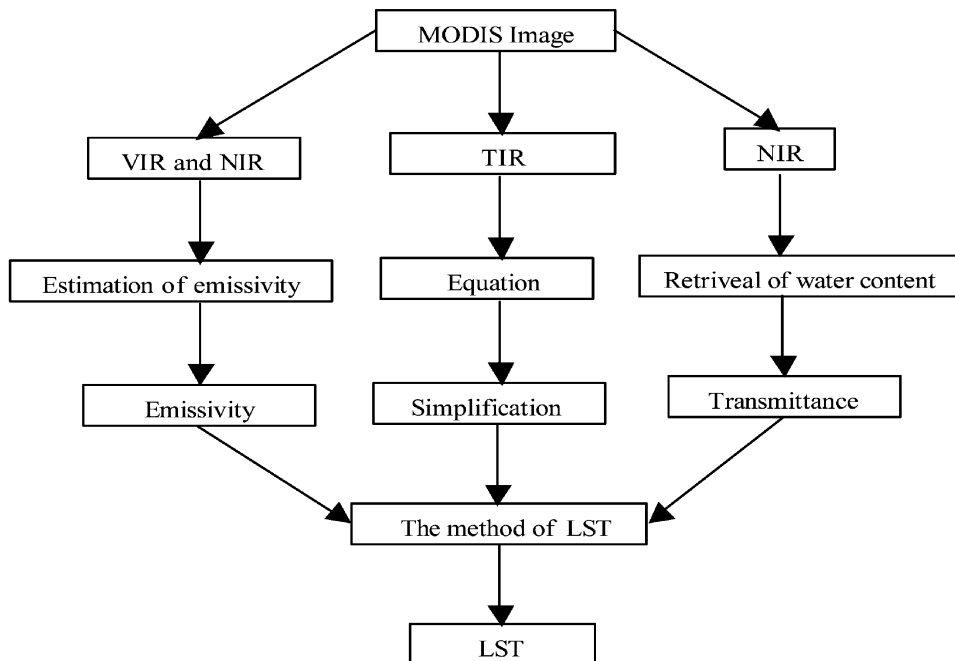 MODIS Image
VIR and NIR
TIR
NIR
Estimation of emissivity
Equation
Retriveal of water content
Emissivity
Simplification
Transmittance
The method of LST
LST